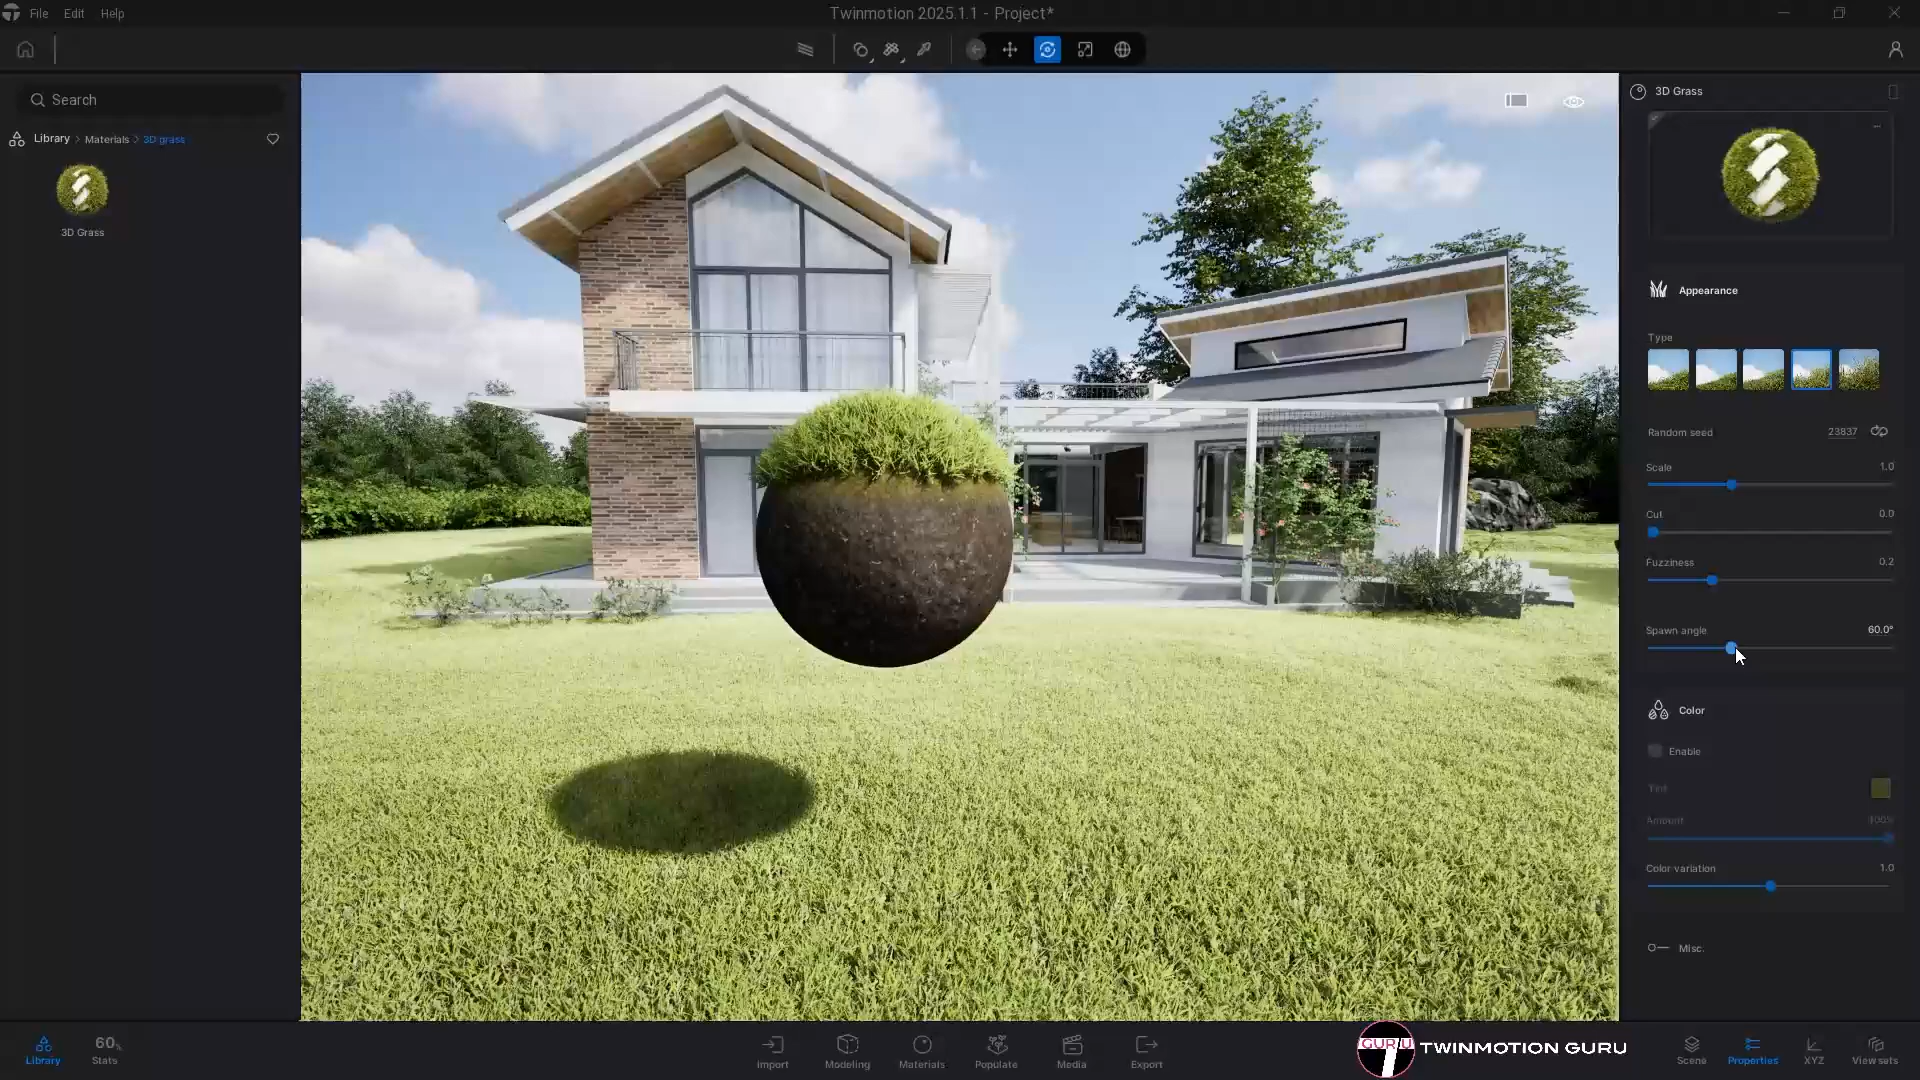 File Edit Help
Twinmotion 2025.1.1 - Project*
Search
Library > Materials > 3D grass
3D Grass
3D Grass
Appearance
Type
Random seed 23837
Scale 1.0
Cut 0.0
Fuzziness 0.2
Spawn angle 60.0°
Color
Enable
Tint
Amount 100%
Color variation 1.0
Misc.
Library
60%
Stats
Import
Modeling
Materials
Populate
Media
Export
GURU
TWINMOTION GURU
Scene
Properties
XYZ
View sets